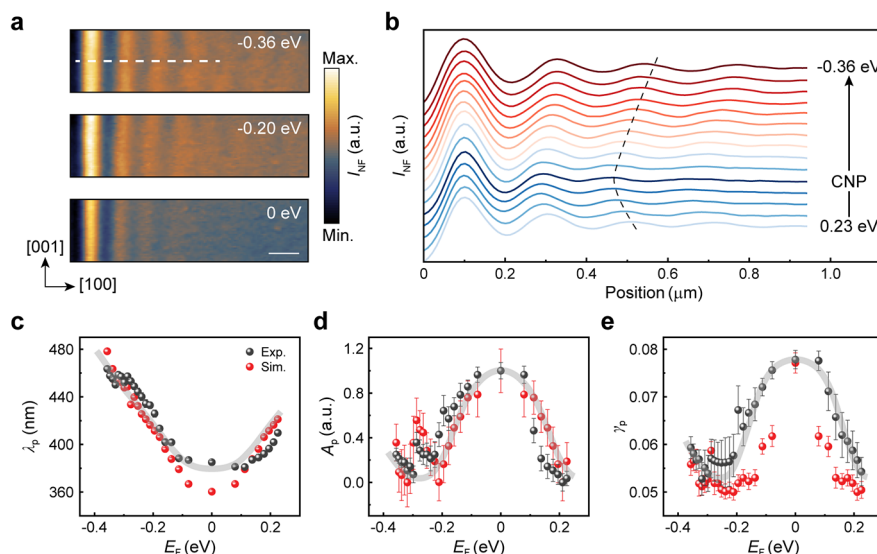 a
-0.36 eV
-0.20 eV
0 eV
Max.
I_NF (a.u.)
Min.
[001]
[100]
b
I_NF (a.u.)
-0.36 eV
CNP
0.23 eV
0
0.2
0.4
0.6
0.8
1.0
Position (μm)
c
λ_p (nm)
480
440
400
360
Exp.
Sim.
-0.4
-0.2
0
0.2
E_F (eV)
d
A_p (a.u.)
1.2
0.8
0.4
0.0
-0.4
-0.2
0
0.2
E_F (eV)
e
γ_p
0.08
0.07
0.06
0.05
-0.4
-0.2
0
0.2
E_F (eV)